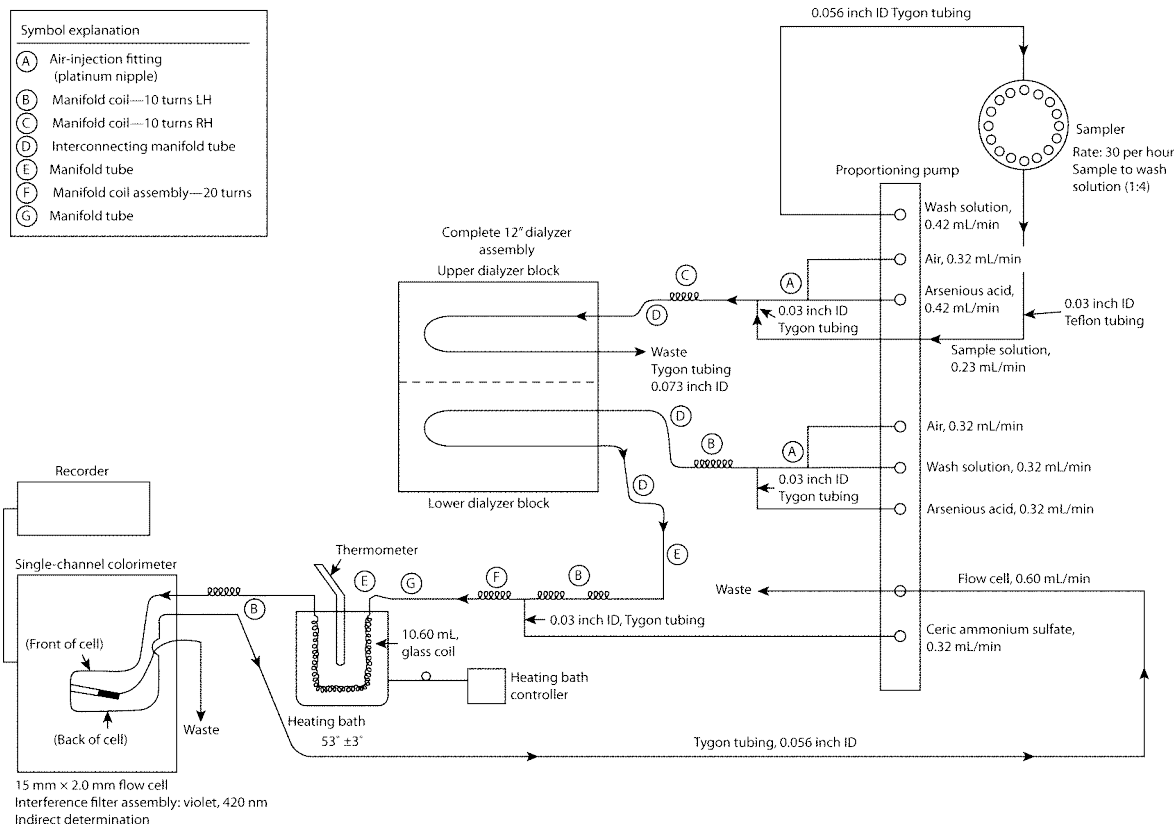 Symbol explanation
A Air-injection fitting
(platinum nipple)
B Manifold coil—10 turns LH
C Manifold coil—10 turns RH
D Interconnecting manifold tube
E Manifold tube
F Manifold coil assembly—20 turns
G Manifold tube
0.056 inch ID Tygon tubing
Sampler
Rate: 30 per hour
Sample to wash
solution (1:4)
Proportioning pump
Wash solution,
0.42 mL/min
Air, 0.32 mL/min
Arsenious acid,
0.42 mL/min
0.03 inch ID
Teflon tubing
Sample solution,
0.23 mL/min
Complete 12" dialyzer
assembly
Upper dialyzer block
C
A
D
0.03 inch ID
Tygon tubing
Waste
Tygon tubing
0.073 inch ID
D
B
A
Air, 0.32 mL/min
Wash solution, 0.32 mL/min
0.03 inch ID
Tygon tubing
Arsenious acid, 0.32 mL/min
D
Lower dialyzer block
E
Recorder
Single-channel colorimeter
Thermometer
E
G
F
B
Waste
Flow cell, 0.60 mL/min
B
0.03 inch ID, Tygon tubing
Ceric ammonium sulfate,
0.32 mL/min
(Front of cell)
10.60 mL,
glass coil
Heating bath
controller
(Back of cell)
Waste
Heating bath
53° ±3°
Tygon tubing, 0.056 inch ID
15 mm × 2.0 mm flow cell
Interference filter assembly: violet, 420 nm
Indirect determination